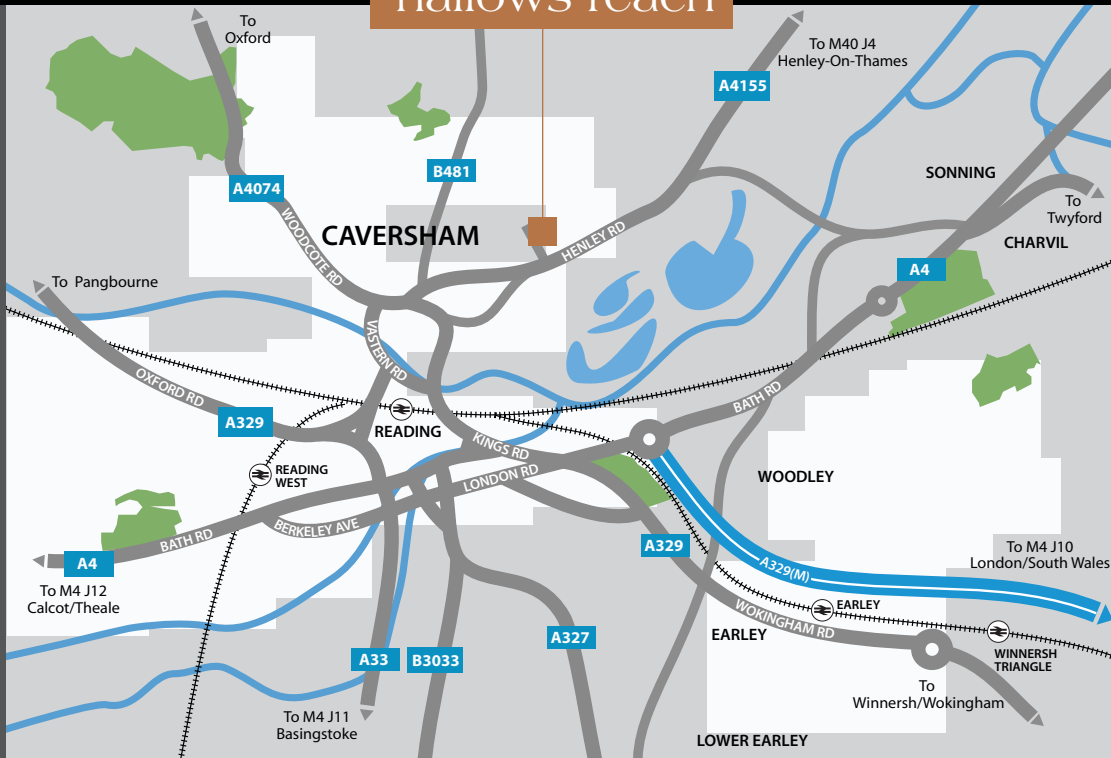 hallows reach
To
Oxford
To M40 J4
Henley-On-Thames
A4155
B481
A4074
SONNING
To
Twyford
WOODCOTE RD
CAVERSHAM
HENLEY RD
CHARVIL
A4
To Pangbourne
VASTERN RD
OXFORD RD
BATH RD
A329
READING
KINGS RD
READING
WEST
LONDON RD
WOODLEY
BERKELEY AVE
BATH RD
A329
A4
To M4 J12
Calcot/Theale
To M4 J10
London/South Wales
A329(M)
EARLEY
WOKINGHAM RD
EARLEY
A327
WINNERSH
TRIANGLE
A33
B3033
To
Winnersh/Wokingham
To M4 J11
Basingstoke
LOWER EARLEY